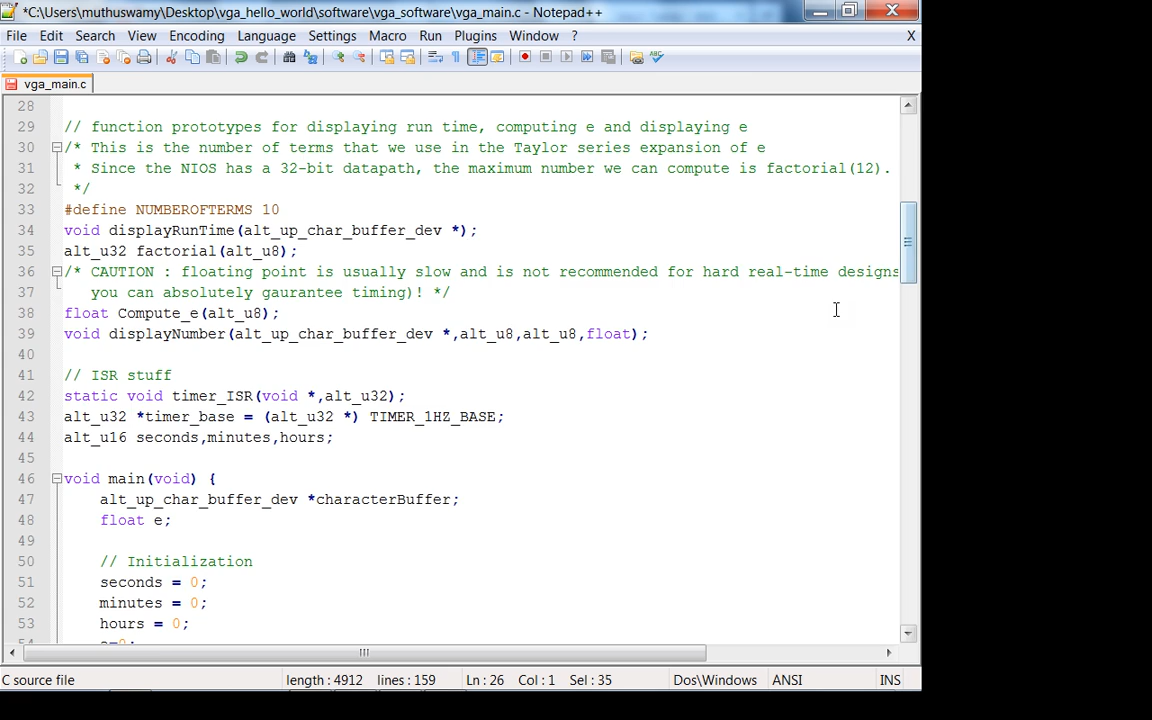 *C:\Users\muthuswamy\Desktop\vga_hello_world\software\vga_software\vga_main.c - Notepad++
File Edit Search View Encoding Language Settings Macro Run Plugins Window ? X
vga_main.c
28
29 // function prototypes for displaying run time, computing e and displaying e
30 /* This is the number of terms that we use in the Taylor series expansion of e
31 * Since the NIOS has a 32-bit datapath, the maximum number we can compute is factorial(12).
32 */
33 #define NUMBEROFTERMS 10
34 void displayRunTime(alt_up_char_buffer_dev *);
35 alt_u32 factorial(alt_u8);
36 /* CAUTION : floating point is usually slow and is not recommended for hard real-time designs
37 you can absolutely gaurantee timing)! */
38 float Compute_e(alt_u8);
39 void displayNumber(alt_up_char_buffer_dev *,alt_u8,alt_u8,float);
40
41 // ISR stuff
42 static void timer_ISR(void *,alt_u32);
43 alt_u32 *timer_base = (alt_u32 *) TIMER_1HZ_BASE;
44 alt_u16 seconds,minutes,hours;
45
46 void main(void) {
47 alt_up_char_buffer_dev *characterBuffer;
48 float e;
49
50 // Initialization
51 seconds = 0;
52 minutes = 0;
53 hours = 0;
C source file length : 4912 lines : 159 Ln : 26 Col : 1 Sel : 35 Dos\Windows ANSI INS